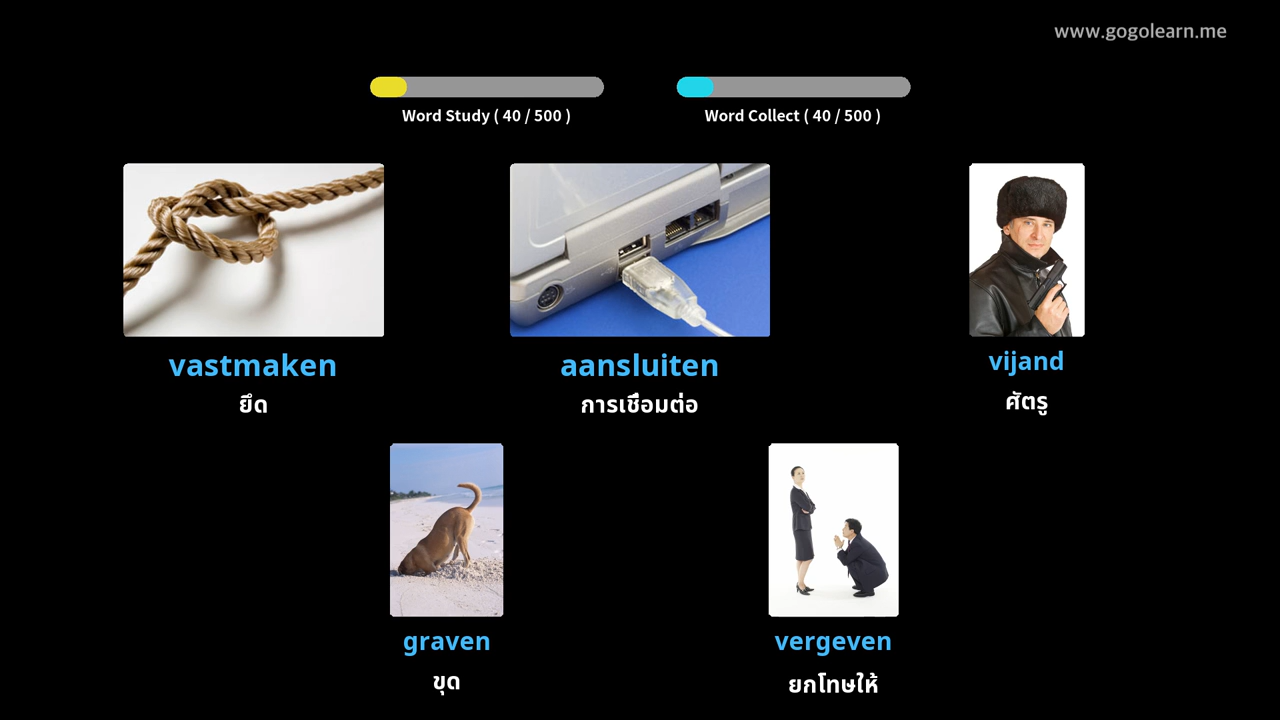 www.gogolearn.me
Word Study ( 40 / 500 )
Word Collect ( 40 / 500 )
vastmaken
ยึด
aansluiten
การเชื่อมต่อ
vijand
ศัตรู
graven
ขุด
vergeven
ยกโทษให้